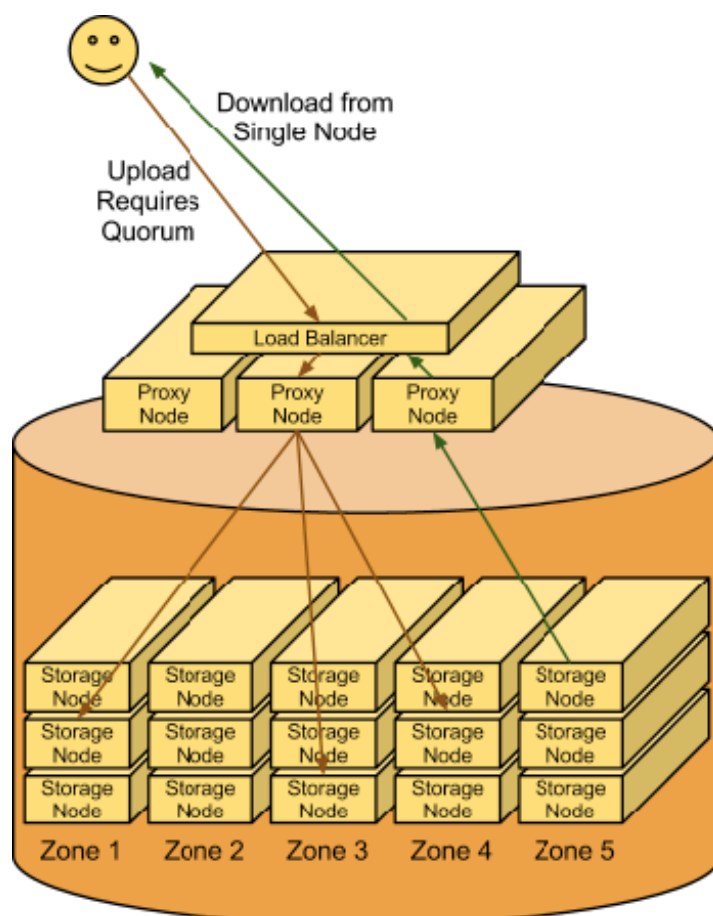 Download from
Single Node
Upload
Requires
Quorum
Load Balancer
Proxy
Node
Proxy
Node
Proxy
Node
Storage
Node
Storage
Node
Storage
Node
Storage
Node
Storage
Node
Storage
Node
Storage
Node
Storage
Node
Storage
Node
Storage
Node
Storage
Node
Storage
Node
Storage
Node
Storage
Node
Storage
Node
Zone 1
Zone 2
Zone 3
Zone 4
Zone 5